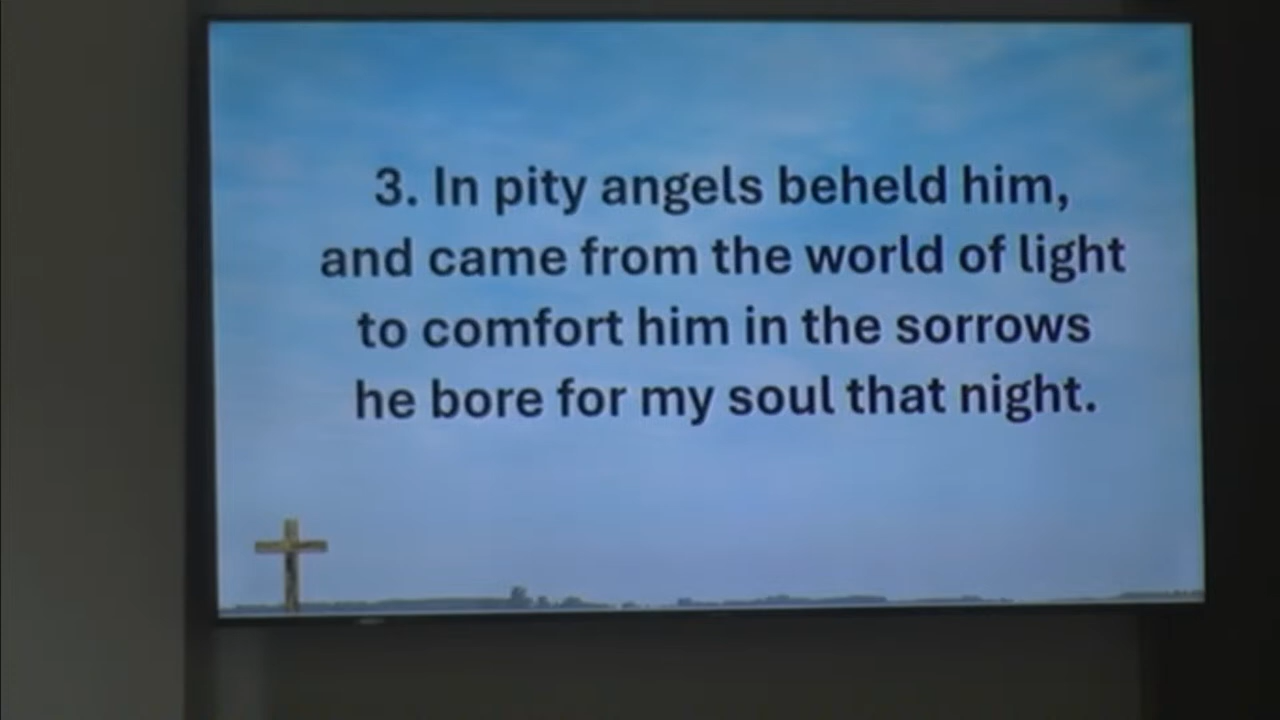 3. In pity angels beheld him,
and came from the world of light
to comfort him in the sorrows
he bore for my soul that night.